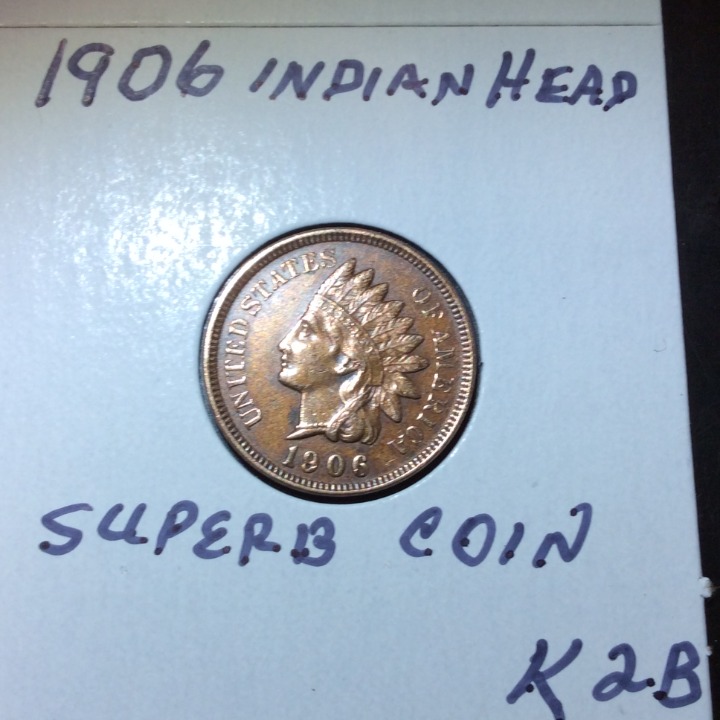 1906 INDIAN HEAD
UNITED STATES OF AMERICA
1906
SUPERB COIN
K2B